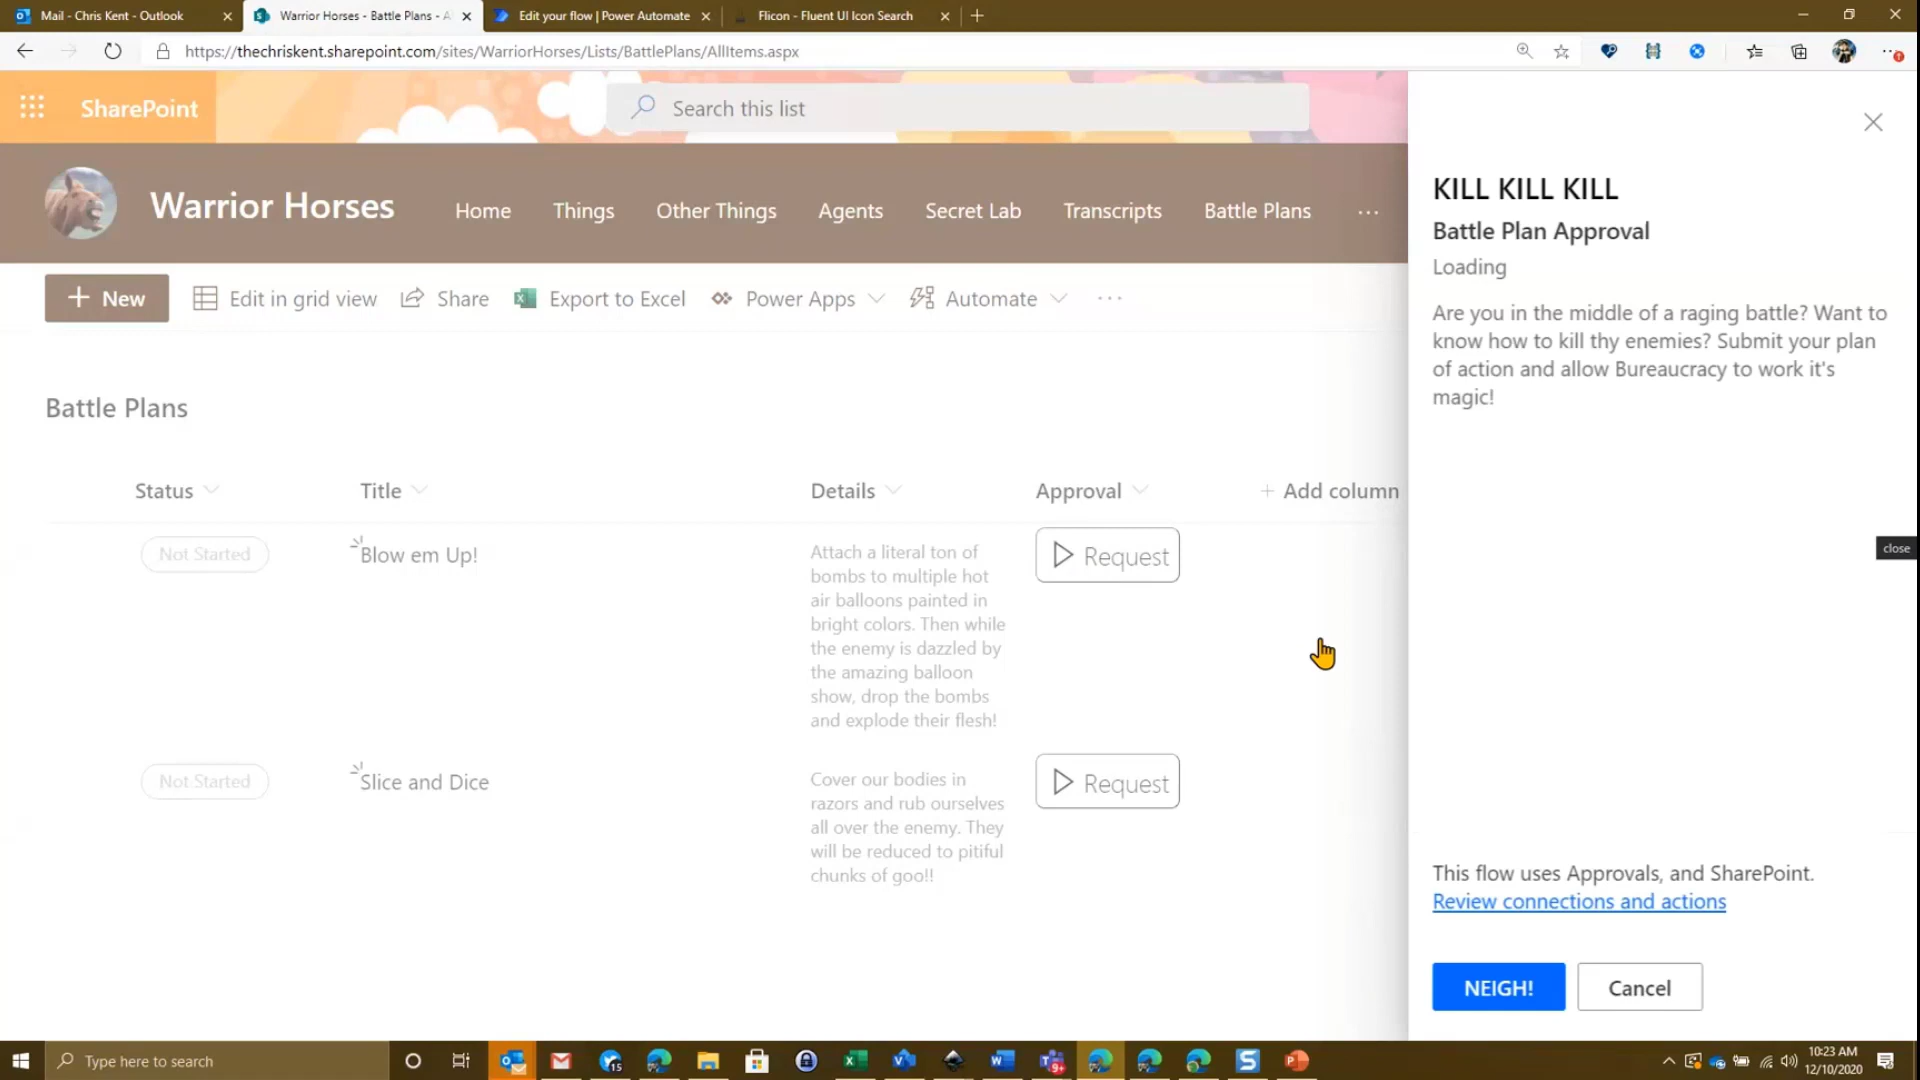 Mail - Chris Kent - Outlook
Warrior Horses - Battle Plans - A
Edit your flow | Power Automate
Flicon - Fluent UI Icon Search
https://thechriskent.sharepoint.com/sites/WarriorHorses/Lists/BattlePlans/AllItems.aspx
SharePoint
Search this list
Warrior Horses
Home
Things
Other Things
Agents
Secret Lab
Transcripts
Battle Plans
...
+ New
Edit in grid view
Share
Export to Excel
Power Apps
Automate
...
Battle Plans
Status
Title
Details
Approval
+ Add column
Not Started
Blow em Up!
Attach a literal ton of
bombs to multiple hot
air balloons painted in
bright colors. Then while
the enemy is dazzled by
the amazing balloon
show, drop the bombs
and explode their flesh!
Request
Not Started
Slice and Dice
Cover our bodies in
razors and rub ourselves
all over the enemy. They
will be reduced to pitiful
chunks of goo!!
Request
KILL KILL KILL
Battle Plan Approval
Loading
Are you in the middle of a raging battle? Want to
know how to kill thy enemies? Submit your plan
of action and allow Bureaucracy to work it's
magic!
close
This flow uses Approvals, and SharePoint.
Review connections and actions
NEIGH!
Cancel
Type here to search
15
9+
10:23 AM
12/10/2020